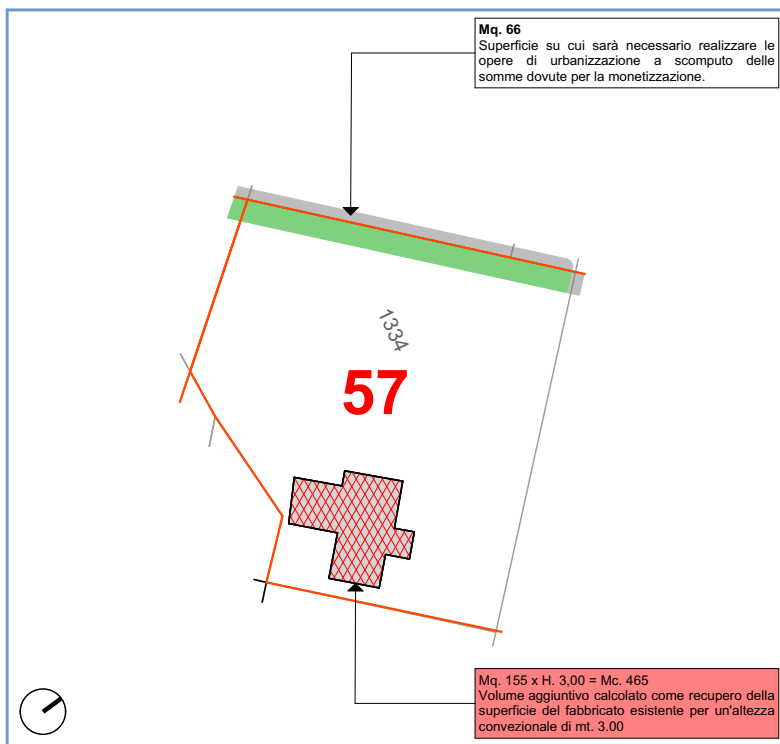 Mq. 66
Superficie su cui sarà necessario realizzare le
opere di urbanizzazione a scomputo delle
somme dovute per la monetizzazione.
1334
57
Mq. 155 x H. 3,00 = Mc. 465
Volume aggiuntivo calcolato come recupero della
superficie del fabbricato esistente per un'altezza
convezionale di mt. 3.00